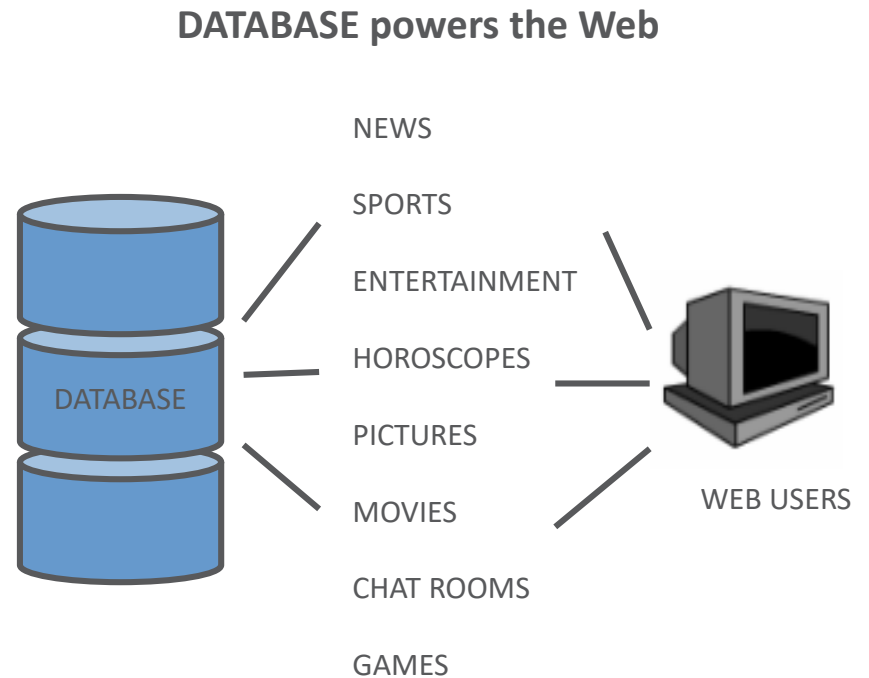 DATABASE powers the Web
NEWS
SPORTS
ENTERTAINMENT
HOROSCOPES
DATABASE
PICTURES
WEB USERS
MOVIES
CHAT ROOMS
GAMES